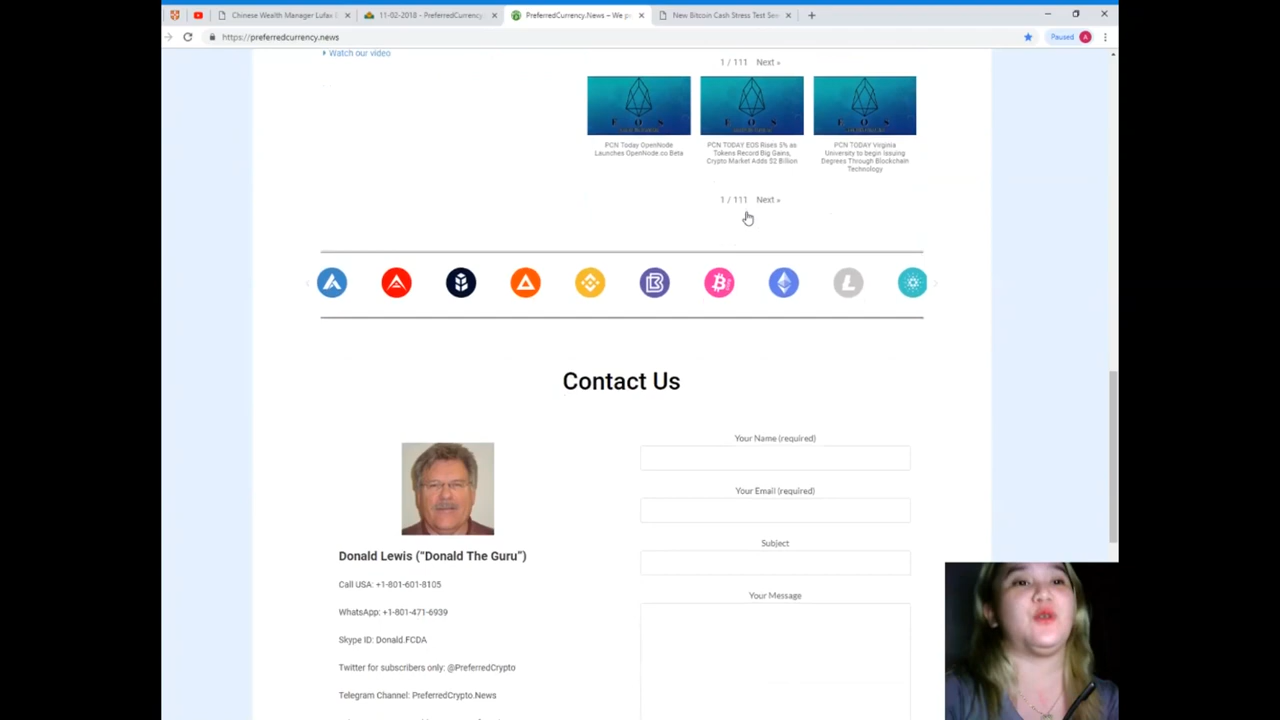 Chinese Wealth Manager Lufax l
11-02-2018 - PreferredCurrency
PreferredCurrency.News – We p
New Bitcoin Cash Stress Test See
https://preferredcurrency.news
Paused
A
Watch our video
1 / 111 Next »
E O S
E O S
E O S
PCN Today OpenNode
Launches OpenNode co Beta
PCN TODAY EOS Rises 5% as
Tokens Record Big Gains,
Crypto Market Adds $2 Billion
PCN TODAY Virginia
University to begin Issuing
Degrees Through Blockchain
Technology
1 / 111 Next »
Contact Us
Donald Lewis ("Donald The Guru")
Call USA: +1-801-601-8105
WhatsApp: +1-801-471-6939
Skype ID: Donald.FCDA
Twitter for subscribers only: @PreferredCrypto
Telegram Channel: PreferredCrypto.News
Your Name (required)
Your Email (required)
Subject
Your Message